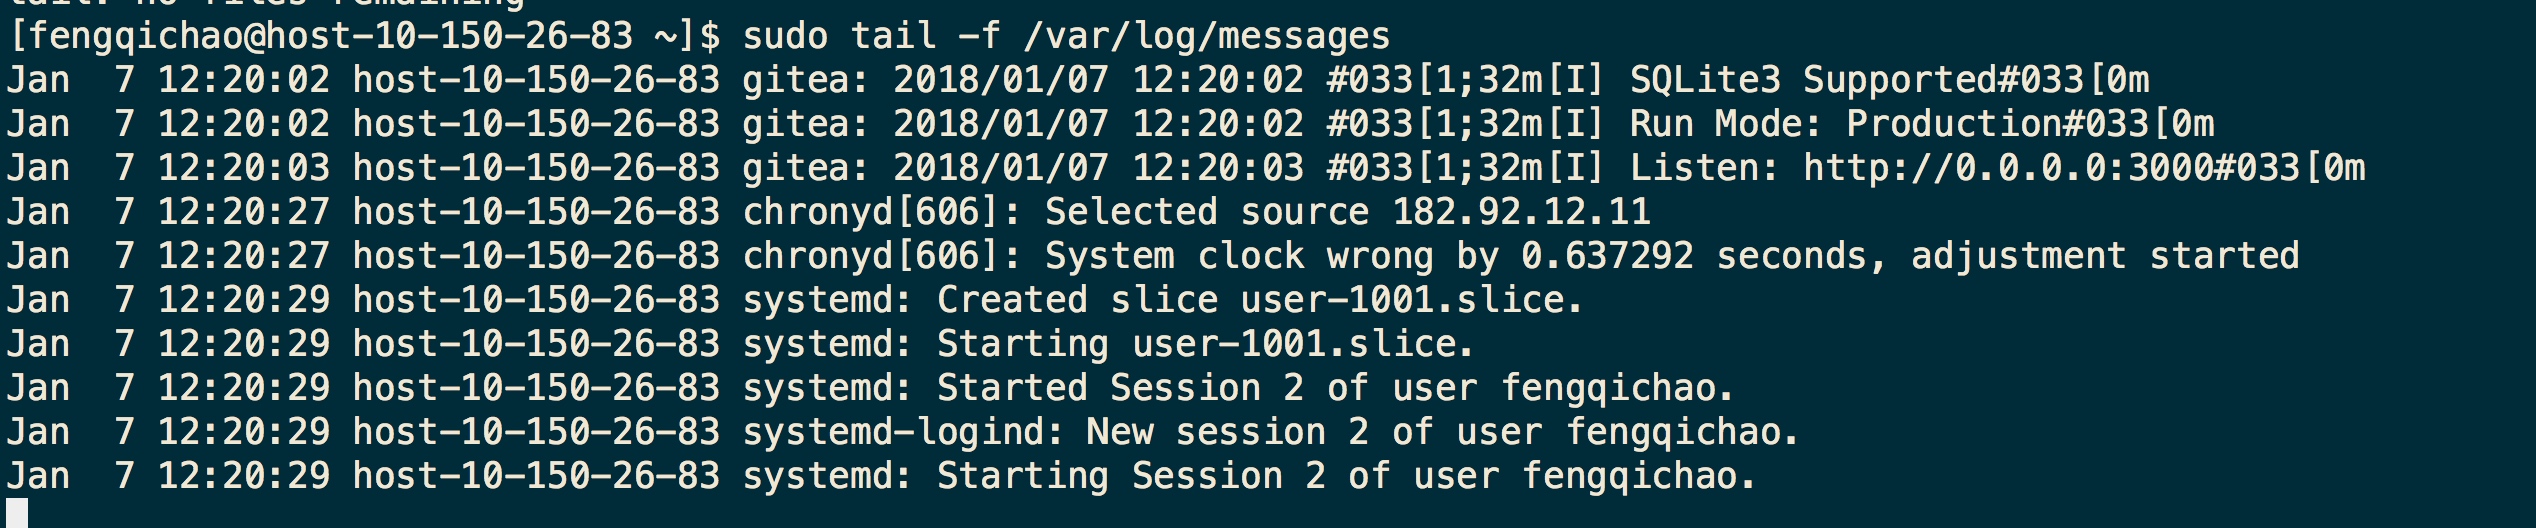 tail: no files remaining
[fengqichao@host-10-150-26-83 ~]$ sudo tail -f /var/log/messages
Jan  7 12:20:02 host-10-150-26-83 gitea: 2018/01/07 12:20:02 #033[1;32m[I] SQLite3 Supported#033[0m
Jan  7 12:20:02 host-10-150-26-83 gitea: 2018/01/07 12:20:02 #033[1;32m[I] Run Mode: Production#033[0m
Jan  7 12:20:03 host-10-150-26-83 gitea: 2018/01/07 12:20:03 #033[1;32m[I] Listen: http://0.0.0.0:3000#033[0m
Jan  7 12:20:27 host-10-150-26-83 chronyd[606]: Selected source 182.92.12.11
Jan  7 12:20:27 host-10-150-26-83 chronyd[606]: System clock wrong by 0.637292 seconds, adjustment started
Jan  7 12:20:29 host-10-150-26-83 systemd: Created slice user-1001.slice.
Jan  7 12:20:29 host-10-150-26-83 systemd: Starting user-1001.slice.
Jan  7 12:20:29 host-10-150-26-83 systemd: Started Session 2 of user fengqichao.
Jan  7 12:20:29 host-10-150-26-83 systemd-logind: New session 2 of user fengqichao.
Jan  7 12:20:29 host-10-150-26-83 systemd: Starting Session 2 of user fengqichao.